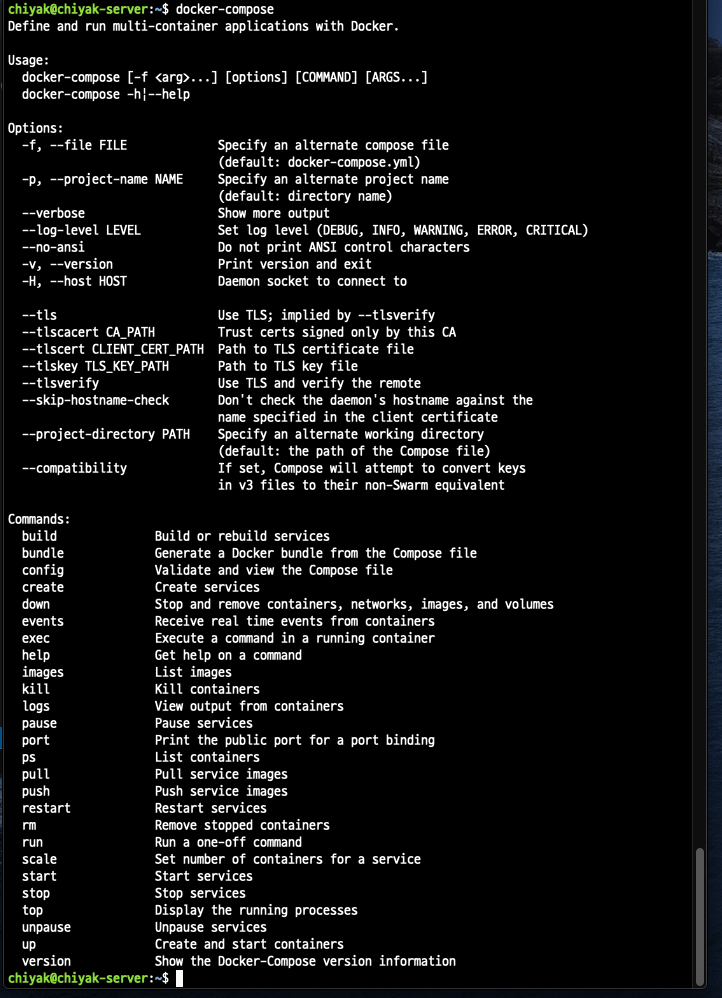 chiyak@chiyak-server:~$ docker-compose
Define and run multi-container applications with Docker.

Usage:
  docker-compose [-f <arg>...] [options] [COMMAND] [ARGS...]
  docker-compose -h|--help

Options:
  -f, --file FILE             Specify an alternate compose file
                              (default: docker-compose.yml)
  -p, --project-name NAME     Specify an alternate project name
                              (default: directory name)
  --verbose                   Show more output
  --log-level LEVEL           Set log level (DEBUG, INFO, WARNING, ERROR, CRITICAL)
  --no-ansi                   Do not print ANSI control characters
  -v, --version               Print version and exit
  -H, --host HOST             Daemon socket to connect to

  --tls                       Use TLS; implied by --tlsverify
  --tlscacert CA_PATH         Trust certs signed only by this CA
  --tlscert CLIENT_CERT_PATH  Path to TLS certificate file
  --tlskey TLS_KEY_PATH       Path to TLS key file
  --tlsverify                 Use TLS and verify the remote
  --skip-hostname-check       Don't check the daemon's hostname against the
                              name specified in the client certificate
  --project-directory PATH    Specify an alternate working directory
                              (default: the path of the Compose file)
  --compatibility             If set, Compose will attempt to convert keys
                              in v3 files to their non-Swarm equivalent

Commands:
  build              Build or rebuild services
  bundle             Generate a Docker bundle from the Compose file
  config             Validate and view the Compose file
  create             Create services
  down               Stop and remove containers, networks, images, and volumes
  events             Receive real time events from containers
  exec               Execute a command in a running container
  help               Get help on a command
  images             List images
  kill               Kill containers
  logs               View output from containers
  pause              Pause services
  port               Print the public port for a port binding
  ps                 List containers
  pull               Pull service images
  push               Push service images
  restart            Restart services
  rm                 Remove stopped containers
  run                Run a one-off command
  scale              Set number of containers for a service
  start              Start services
  stop               Stop services
  top                Display the running processes
  unpause            Unpause services
  up                 Create and start containers
  version            Show the Docker-Compose version information
chiyak@chiyak-server:~$